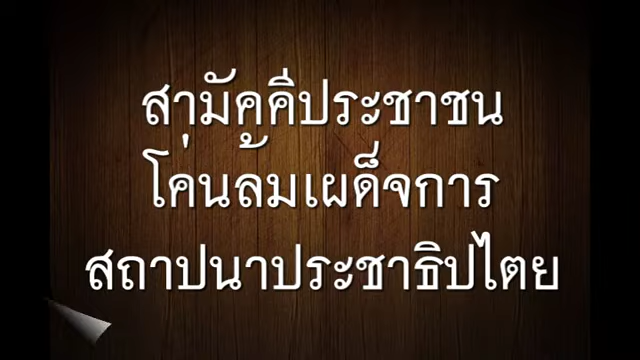 สามัคคีประชาชน
โค่นล้มเผด็จการ
สถาปนาประชาธิปไตย